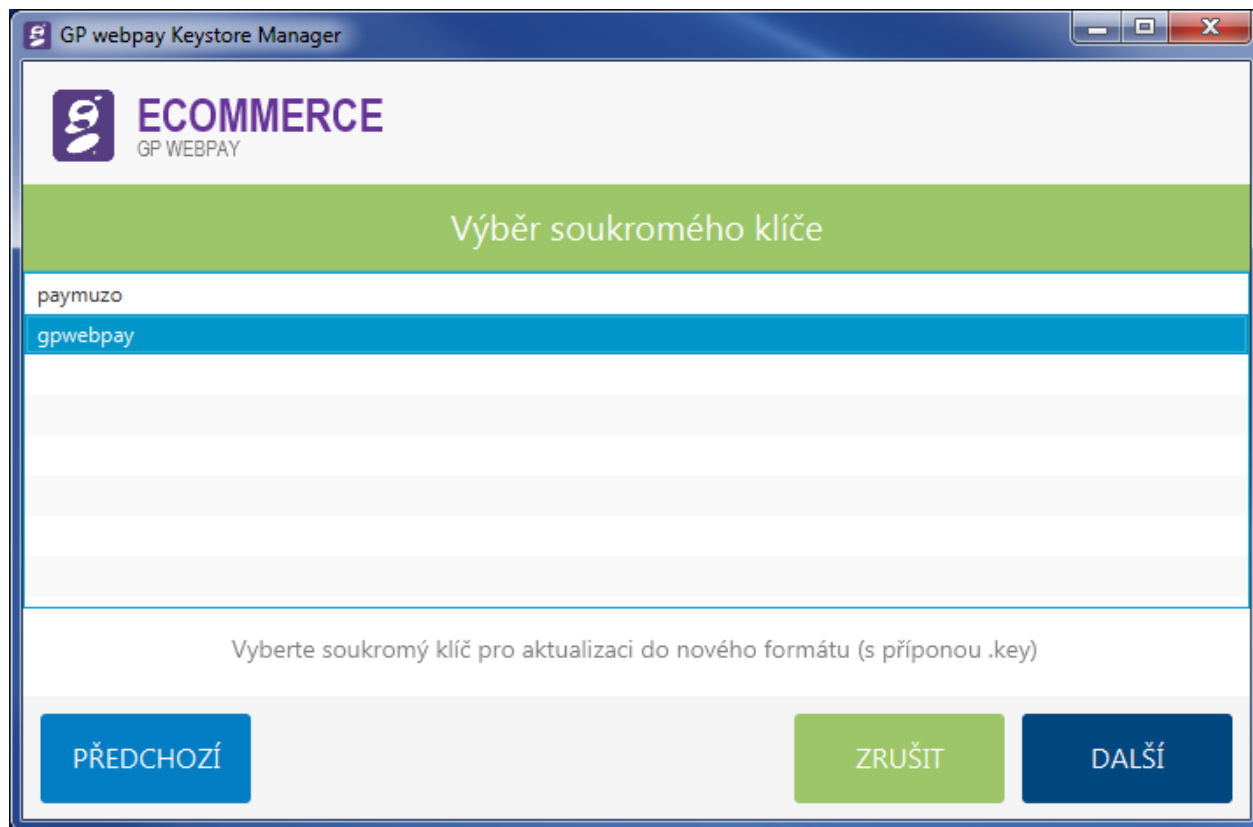 GP webpay Keystore Manager
ECOMMERCE
GP WEBPAY
Výběr soukromého klíče
paymuzo
gpwebpay
Vyberte soukromý klíč pro aktualizaci do nového formátu (s příponou .key)
PŘEDCHOZÍ ZRUŠIT DALŠÍ